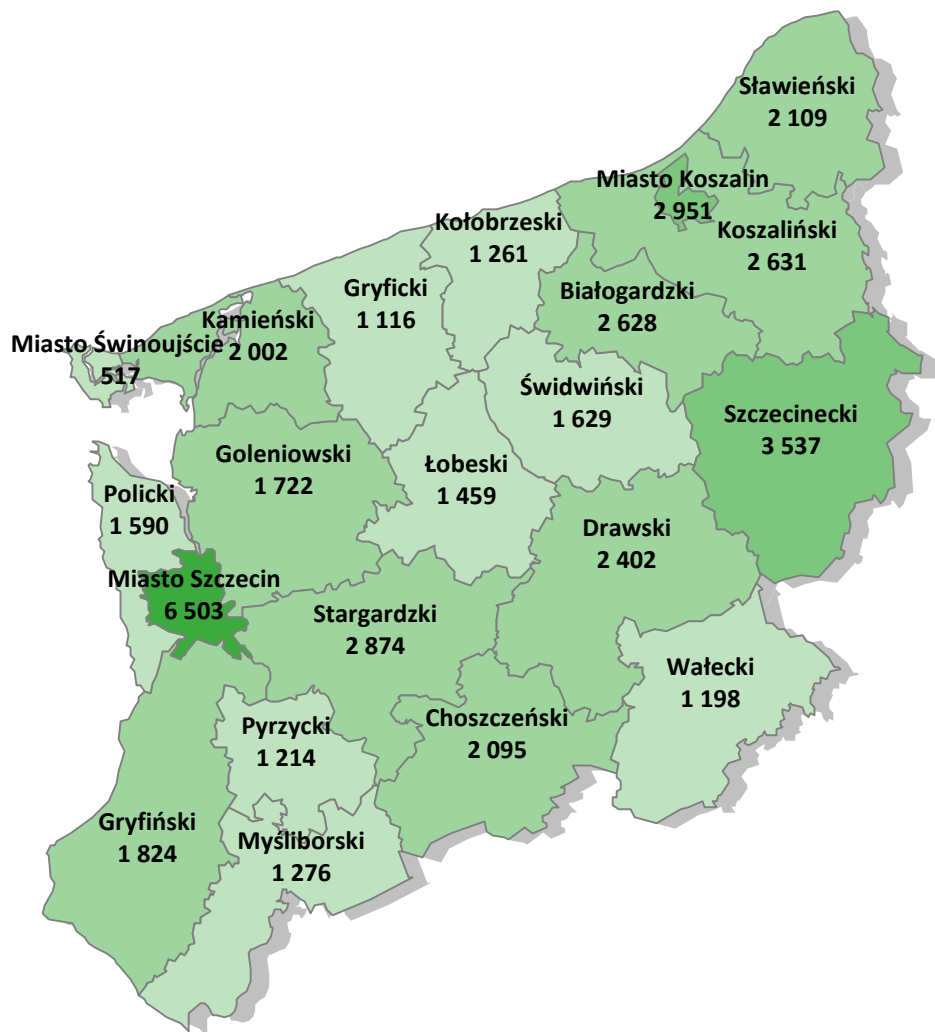 Sławieński
2 109
Miasto Koszalin
2 951
Kołobrzeski
1 261
Koszaliński
2 631
Gryficki
1 116
Białogardzki
2 628
Kamieński
2 002
Miasto Świnoujście
517
Świdwiński
1 629
Szczecinecki
3 537
Goleniowski
1 722
Łobeski
1 459
Policki
1 590
Drawski
2 402
Miasto Szczecin
6 503
Stargardzki
2 874
Wałecki
1 198
Choszczeński
2 095
Pyrzycki
1 214
Gryfiński
1 824
Myśliborski
1 276